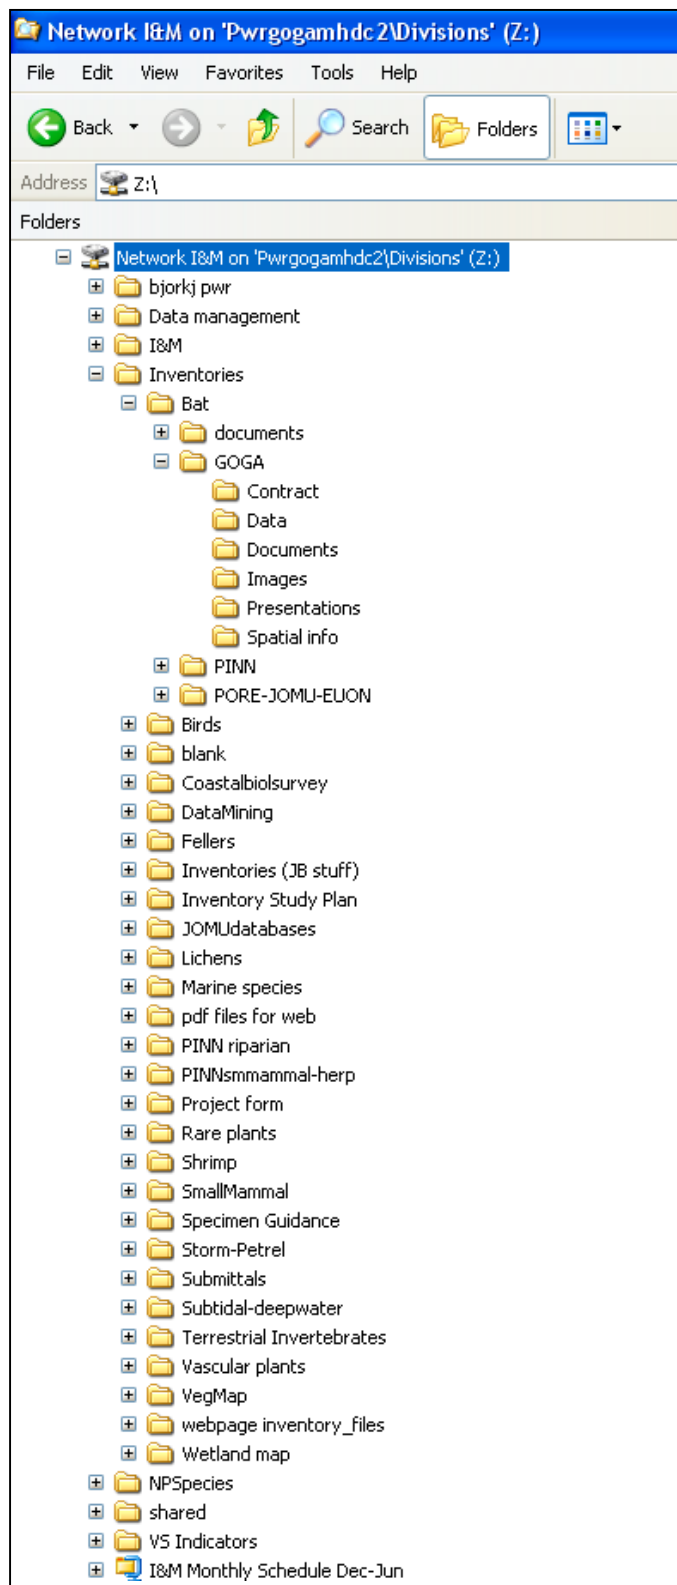 Network I&M on 'Pwrgogamhdc2\Divisions' (Z:)
File Edit View Favorites Tools Help
Back Search Folders
Address Z:\
Folders
Network I&M on 'Pwrgogamhdc2\Divisions' (Z:)
bjorkj pwr
Data management
I&M
Inventories
Bat
documents
GOGA
Contract
Data
Documents
Images
Presentations
Spatial info
PINN
PORE-JOMU-EUON
Birds
blank
Coastalbiolsurvey
DataMining
Fellers
Inventories (JB stuff)
Inventory Study Plan
JOMUdatabases
Lichens
Marine species
pdf files for web
PINN riparian
PINNsmmammal-herp
Project form
Rare plants
Shrimp
SmallMammal
Specimen Guidance
Storm-Petrel
Submittals
Subtidal-deepwater
Terrestrial Invertebrates
Vascular plants
VegMap
webpage inventory_files
Wetland map
NPSpecies
shared
VS Indicators
I&M Monthly Schedule Dec-Jun